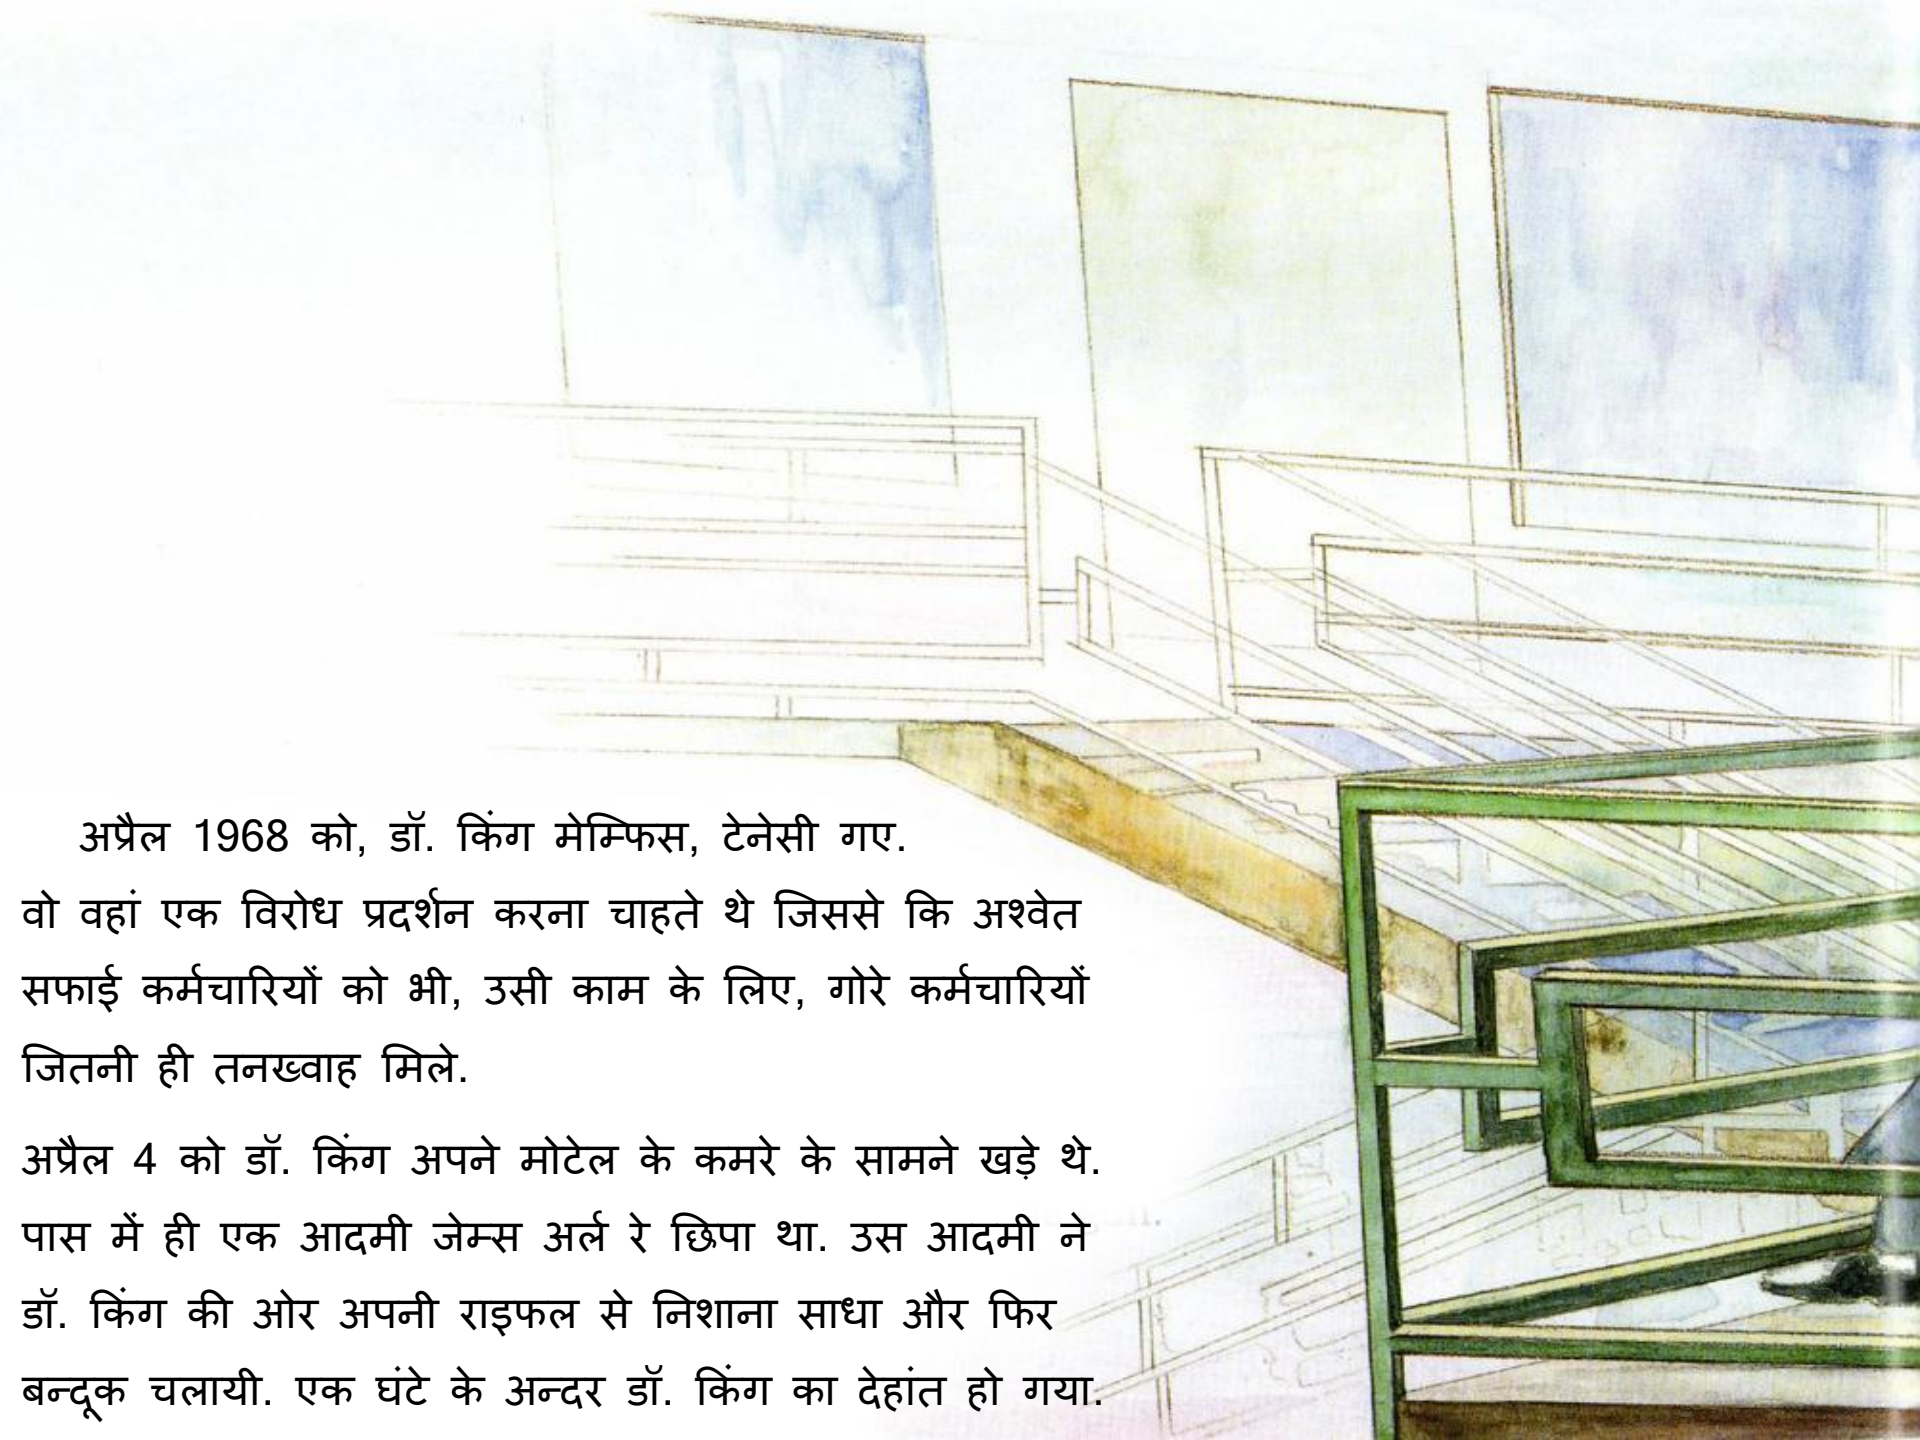 अप्रैल 1968 को, डॉ. किंग मेम्फिस, टेनेसी गए.
वो वहां एक विरोध प्रदर्शन करना चाहते थे जिससे कि अश्वेत
सफाई कर्मचारियों को भी, उसी काम के लिए, गोरे कर्मचारियों
जितनी ही तनख्वाह मिले.
अप्रैल 4 को डॉ. किंग अपने मोटेल के कमरे के सामने खड़े थे.
पास में ही एक आदमी जेम्स अर्ल रे छिपा था. उस आदमी ने
डॉ. किंग की ओर अपनी राइफल से निशाना साधा और फिर
बन्दूक चलायी. एक घंटे के अन्दर डॉ. किंग का देहांत हो गया.